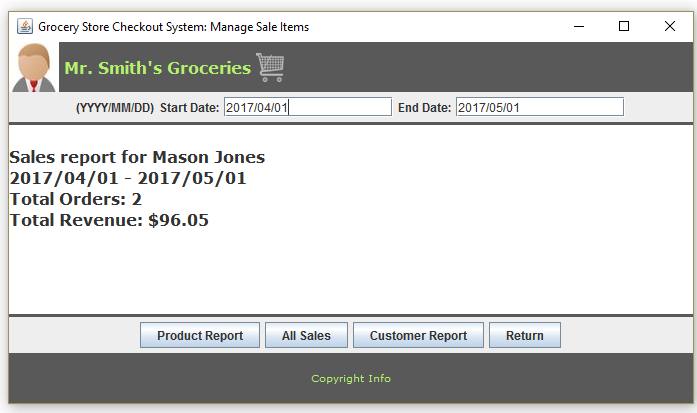 Grocery Store Checkout System: Manage Sale Items
Mr. Smith's Groceries
(YYYY/MM/DD) Start Date: 2017/04/01 End Date: 2017/05/01
Sales report for Mason Jones
2017/04/01 - 2017/05/01
Total Orders: 2
Total Revenue: $96.05
Product Report All Sales Customer Report Return
Copyright Info